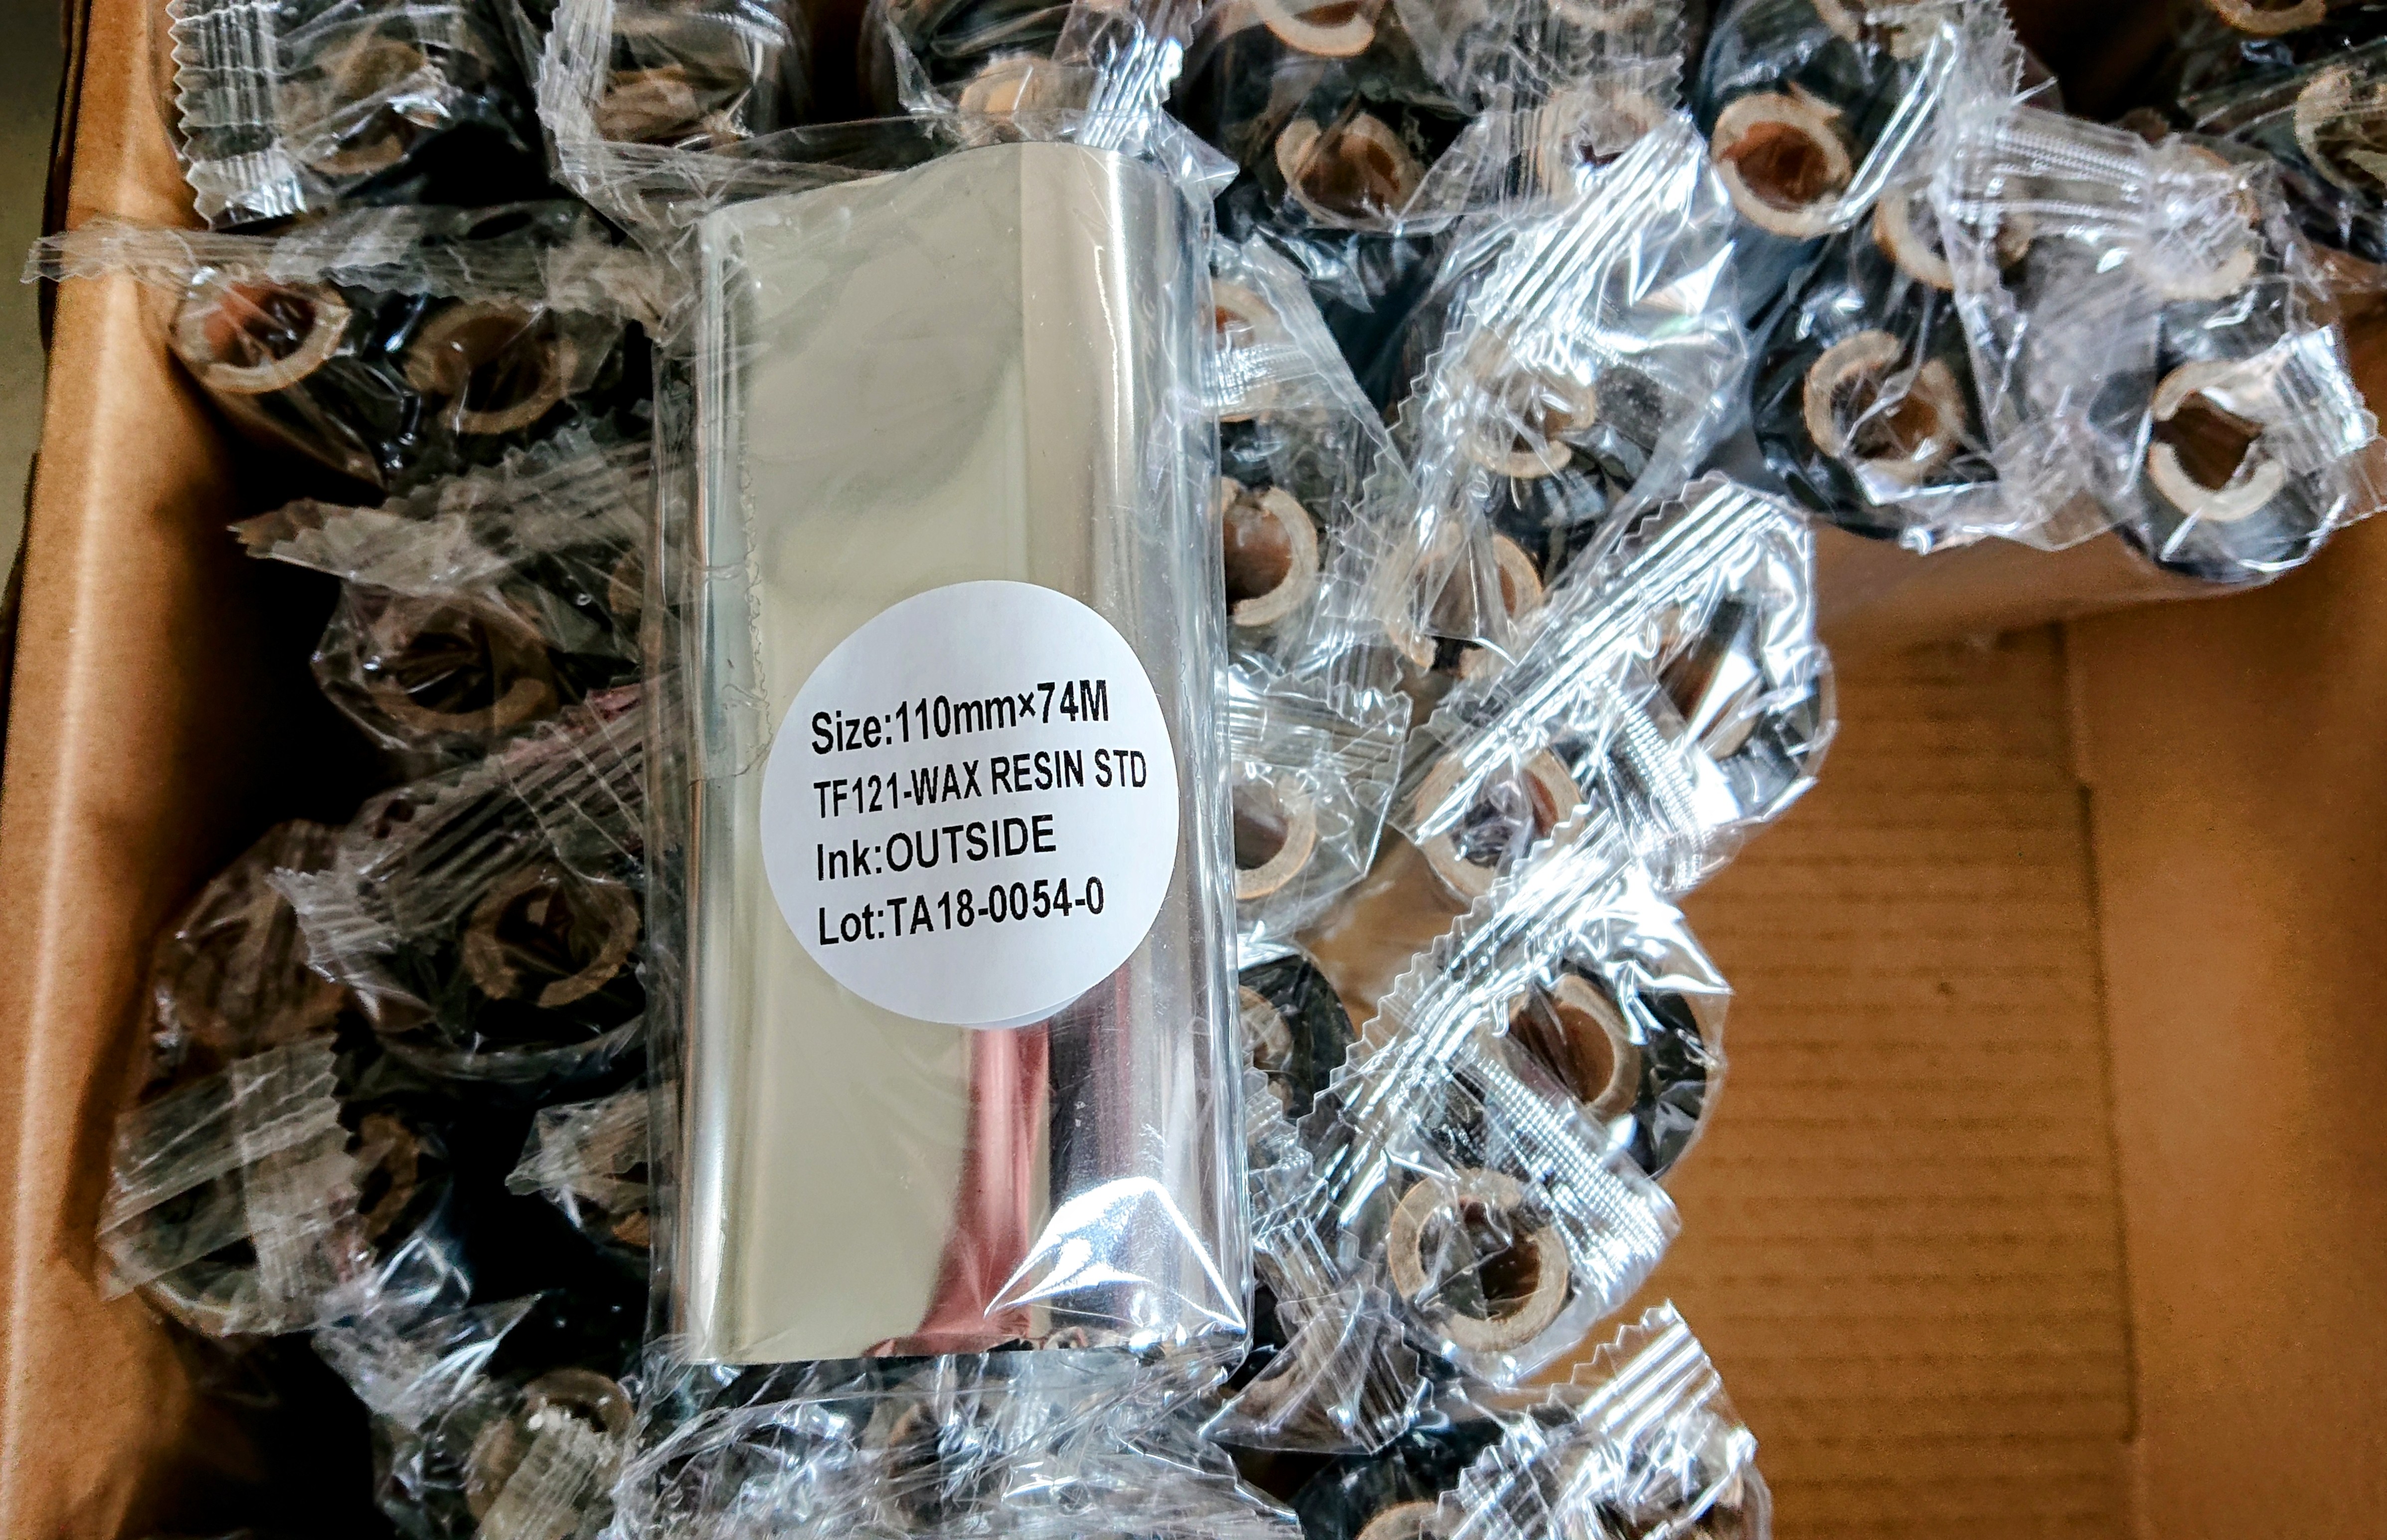 Size:110mm×74M
TF121-WAX RESIN STD
Ink:OUTSIDE
Lot:TA18-0054-0